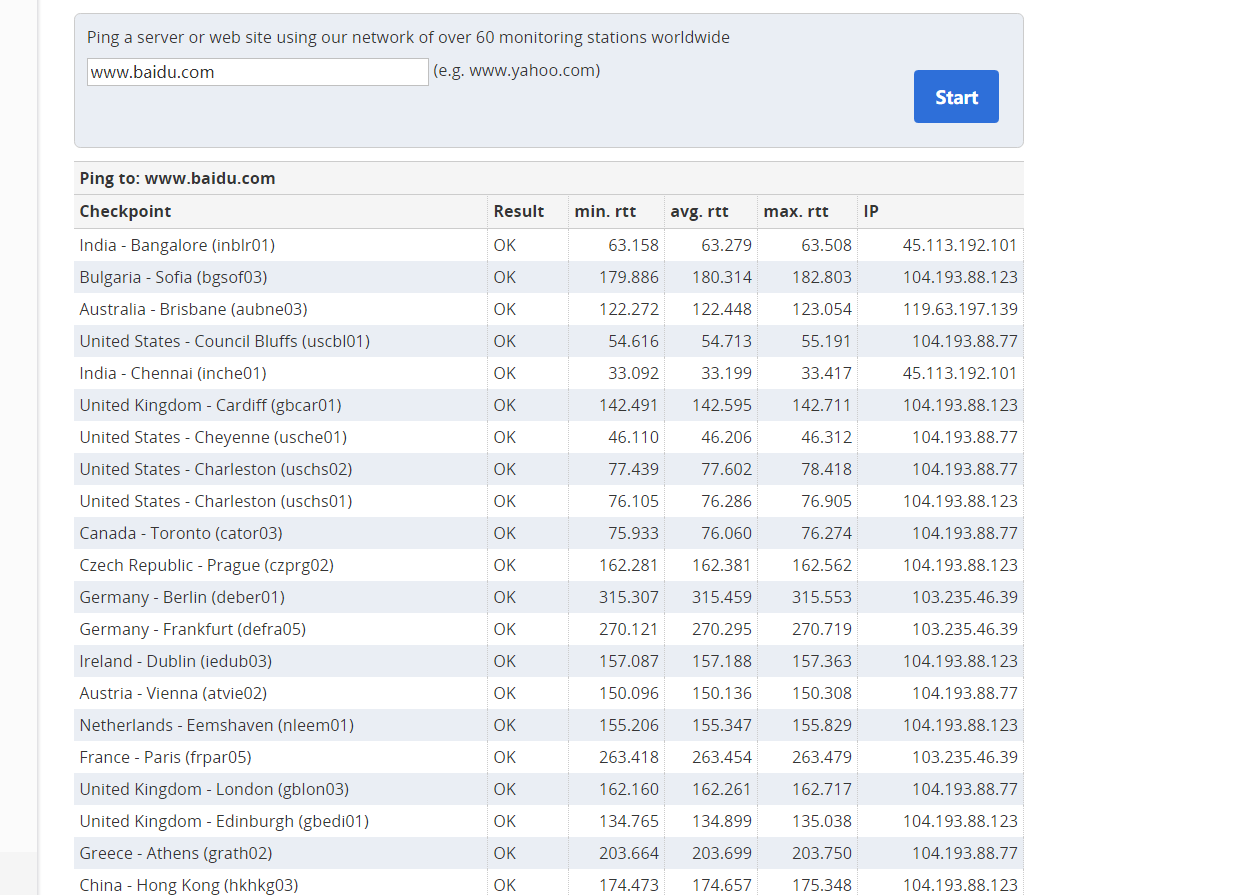 Ping a server or web site using our network of over 60 monitoring stations worldwide
www.baidu.com (e.g. www.yahoo.com)
Start
Ping to: www.baidu.com
Checkpoint Result min. rtt avg. rtt max. rtt IP
India - Bangalore (inblr01) OK 63.158 63.279 63.508 45.113.192.101
Bulgaria - Sofia (bgsof03) OK 179.886 180.314 182.803 104.193.88.123
Australia - Brisbane (aubne03) OK 122.272 122.448 123.054 119.63.197.139
United States - Council Bluffs (uscbl01) OK 54.616 54.713 55.191 104.193.88.77
India - Chennai (inche01) OK 33.092 33.199 33.417 45.113.192.101
United Kingdom - Cardiff (gbcar01) OK 142.491 142.595 142.711 104.193.88.123
United States - Cheyenne (usche01) OK 46.110 46.206 46.312 104.193.88.77
United States - Charleston (uschs02) OK 77.439 77.602 78.418 104.193.88.77
United States - Charleston (uschs01) OK 76.105 76.286 76.905 104.193.88.123
Canada - Toronto (cator03) OK 75.933 76.060 76.274 104.193.88.77
Czech Republic - Prague (czprg02) OK 162.281 162.381 162.562 104.193.88.123
Germany - Berlin (deber01) OK 315.307 315.459 315.553 103.235.46.39
Germany - Frankfurt (defra05) OK 270.121 270.295 270.719 103.235.46.39
Ireland - Dublin (iedub03) OK 157.087 157.188 157.363 104.193.88.123
Austria - Vienna (atvie02) OK 150.096 150.136 150.308 104.193.88.77
Netherlands - Eemshaven (nleem01) OK 155.206 155.347 155.829 104.193.88.123
France - Paris (frpar05) OK 263.418 263.454 263.479 103.235.46.39
United Kingdom - London (gblon03) OK 162.160 162.261 162.717 104.193.88.77
United Kingdom - Edinburgh (gbedi01) OK 134.765 134.899 135.038 104.193.88.123
Greece - Athens (grath02) OK 203.664 203.699 203.750 104.193.88.77
China - Hong Kong (hkhkg03) OK 174.473 174.657 175.348 104.193.88.123